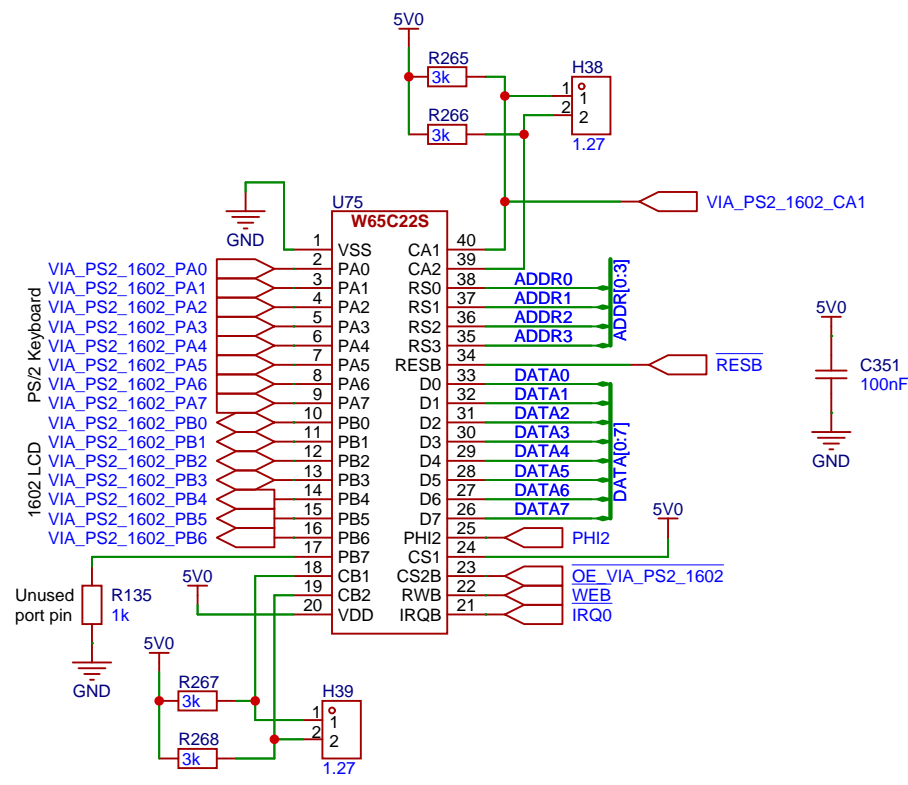 5V0
R265
3k
R266
3k
H38
1
1
2
2
1.27
VIA_PS2_1602_CA1
GND
U75
W65C22S
1
VSS
CA1
40
VIA_PS2_1602_PA0
2
PA0
CA2
39
VIA_PS2_1602_PA1
3
PA1
RS0
38
ADDR0
VIA_PS2_1602_PA2
4
PA2
RS1
37
ADDR1
VIA_PS2_1602_PA3
5
PA3
RS2
36
ADDR2
VIA_PS2_1602_PA4
6
PA4
RS3
35
ADDR3
ADDR[0:3]
VIA_PS2_1602_PA5
7
PA5
RESB
34
RESB
VIA_PS2_1602_PA6
8
PA6
D0
33
DATA0
VIA_PS2_1602_PA7
9
PA7
D1
32
DATA1
PS/2 Keyboard
VIA_PS2_1602_PB0
10
PB0
D2
31
DATA2
VIA_PS2_1602_PB1
11
PB1
D3
30
DATA3
VIA_PS2_1602_PB2
12
PB2
D4
29
DATA4
VIA_PS2_1602_PB3
13
PB3
D5
28
DATA5
VIA_PS2_1602_PB4
14
PB4
D6
27
DATA6
VIA_PS2_1602_PB5
15
PB5
D7
26
DATA7
DATA[0:7]
VIA_PS2_1602_PB6
16
PB6
PHI2
25
PHI2
1602 LCD
17
PB7
CS1
24
5V0
18
CB1
CS2B
23
OE_VIA_PS2_1602
19
CB2
RWB
22
WEB
20
VDD
IRQB
21
IRQ0
5V0
C351
100nF
GND
Unused
port pin
R135
1k
GND
5V0
5V0
R267
3k
R268
3k
H39
1
1
2
2
1.27